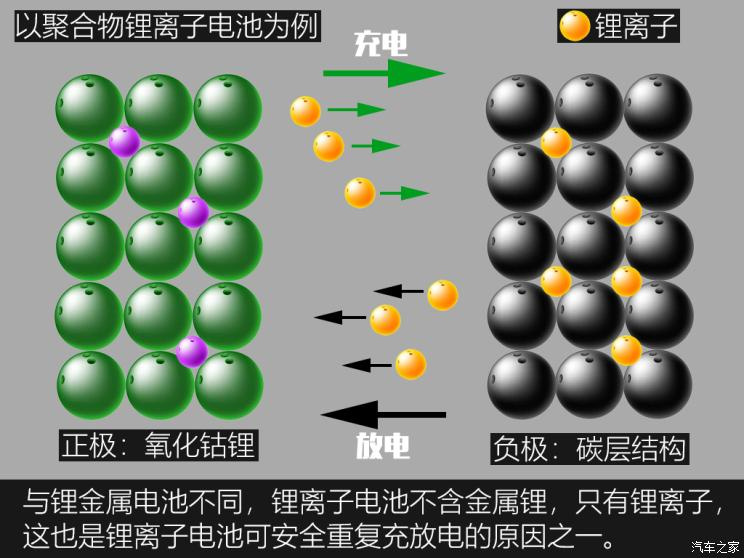 以聚合物锂离子电池为例
锂离子
充电
放电
正极：氧化钴锂
负极：碳层结构
与锂金属电池不同，锂离子电池不含金属锂，只有锂离子，
这也是锂离子电池可安全重复充放电的原因之一。
汽车之家